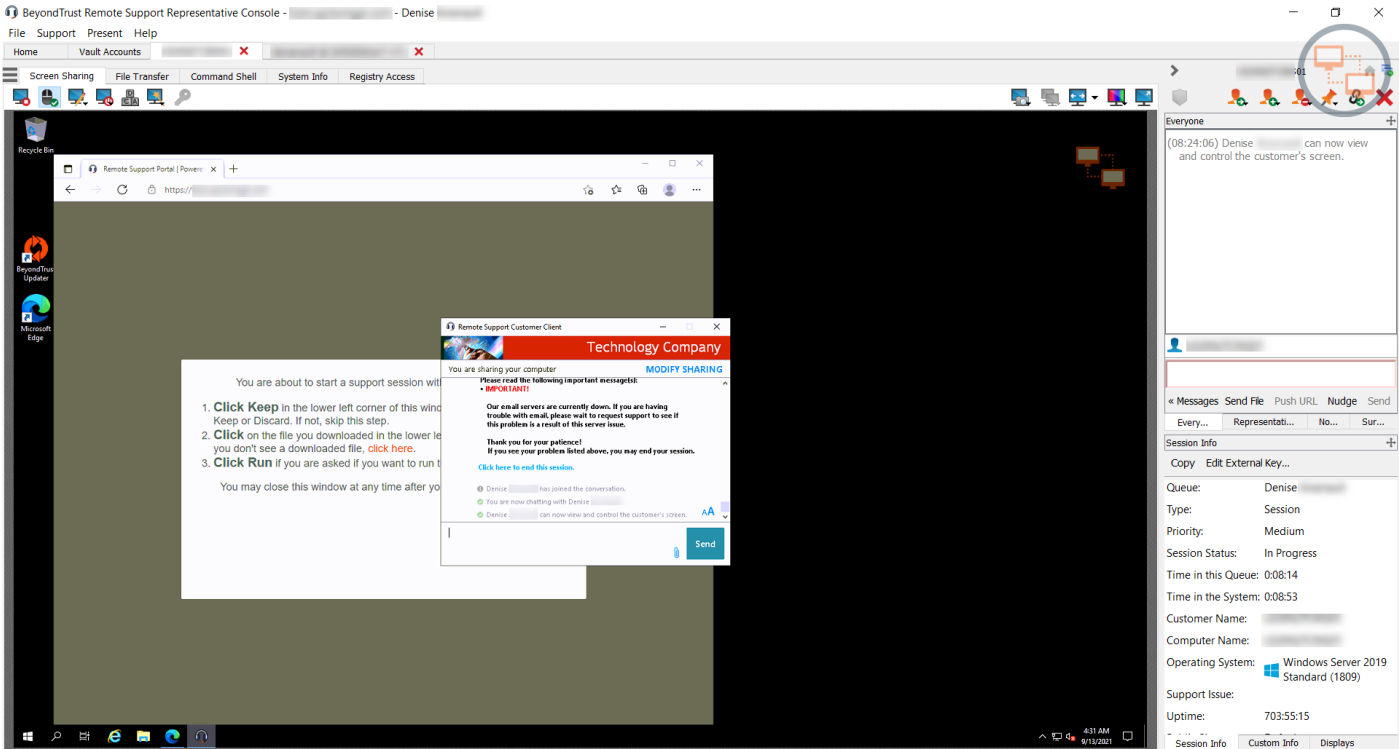 BeyondTrust Remote Support Representative Console - - Denise
File Support Present Help
Home Vault Accounts
Screen Sharing File Transfer Command Shell System Info Registry Access
Recycle Bin
Remote Support Portal | Powere
https://
BeyondTrus
Updater
Microsoft
Edge
You are about to start a support session wit
1. Click Keep in the lower left corner of this wind
Keep or Discard. If not, skip this step.
2. Click on the file you downloaded in the lower le
you don't see a downloaded file, click here.
3. Click Run if you are asked if you want to run t
You may close this window at any time after yo
Remote Support Customer Client
Technology Company
You are sharing your computer MODIFY SHARING
Please read the following important message(s):
• IMPORTANT!
Our email servers are currently down. If you are having
trouble with email, please wait to request support to see if
this problem is a result of this server issue.
Thank you for your patience!
If you see your problem listed above, you may end your session.
Click here to end this session.
Denise has joined the conversation.
You are now chatting with Denise
Denise can now view and control the customer's screen.
AA
Send
4:31 AM
9/13/2021
Everyone
(08:24:06) Denise can now view
and control the customer's screen.
« Messages Send File Push URL Nudge Send
Every... Representati... No... Sur...
Session Info
Copy Edit External Key...
Queue: Denise
Type: Session
Priority: Medium
Session Status: In Progress
Time in this Queue: 0:08:14
Time in the System: 0:08:53
Customer Name:
Computer Name:
Operating System: Windows Server 2019
Standard (1809)
Support Issue:
Uptime: 703:55:15
Session Info Custom Info Displays